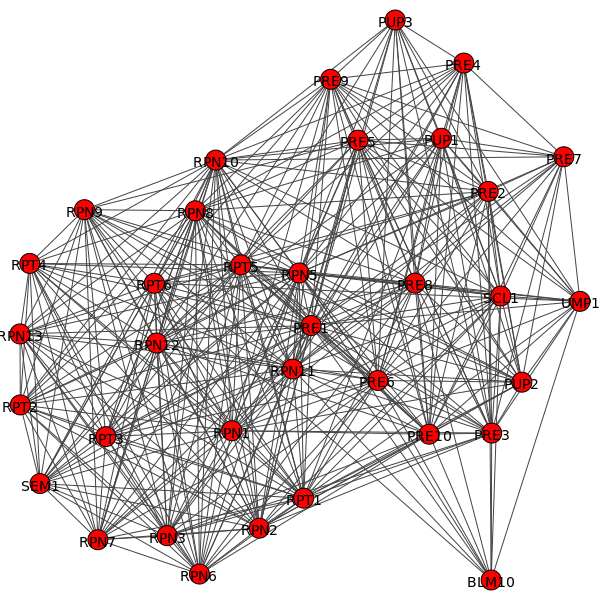 PUP3
PRE4
PRE9
PRE5
PUP1
PRE7
RPN10
PRE2
RPN9
RPN8
RPT4
RPT5
RPN5
RPT6
PRE8
SCL1
UMP1
PRE1
RPN13
RPN12
RPN11
PRE6
PUP2
RPT2
RPT3
RPN1
PRE10
PRE3
SEM1
RPT1
RPN2
RPN7
RPN3
RPN6
BLM10